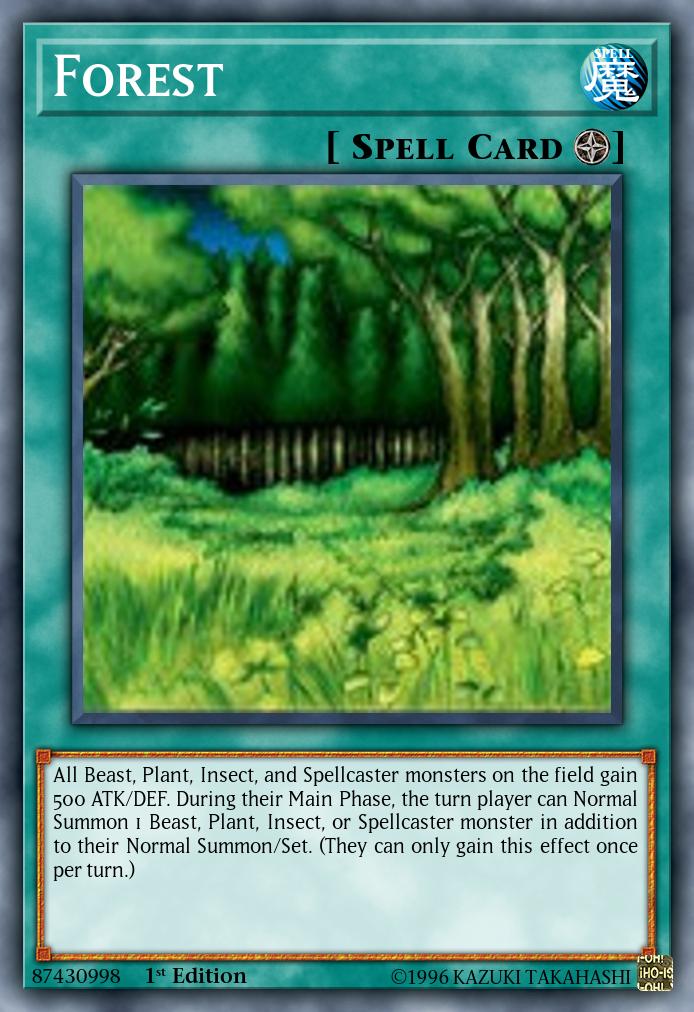 Forest
SPELL
魔
[ Spell Card ]
All Beast, Plant, Insect, and Spellcaster monsters on the field gain
500 ATK/DEF. During their Main Phase, the turn player can Normal
Summon 1 Beast, Plant, Insect, or Spellcaster monster in addition
to their Normal Summon/Set. (They can only gain this effect once
per turn.)
87430998 1st Edition ©1996 KAZUKI TAKAHASHI